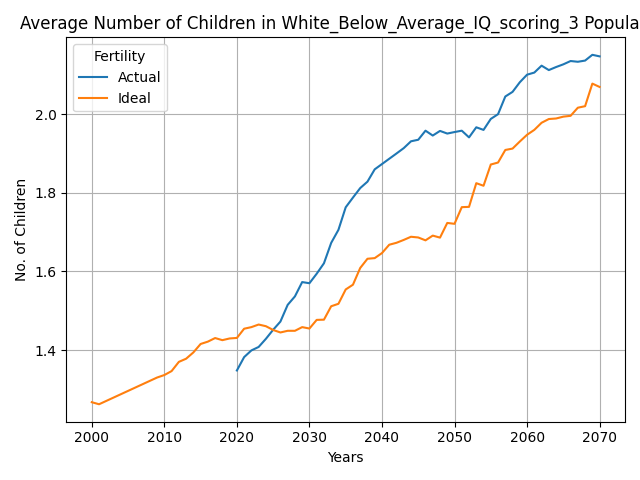 Average Number of Children in White_Below_Average_IQ_scoring_3 Popula
Fertility
Actual
Ideal
No. of Children
2.0
1.8
1.6
1.4
2000 2010 2020 2030 2040 2050 2060 2070
Years